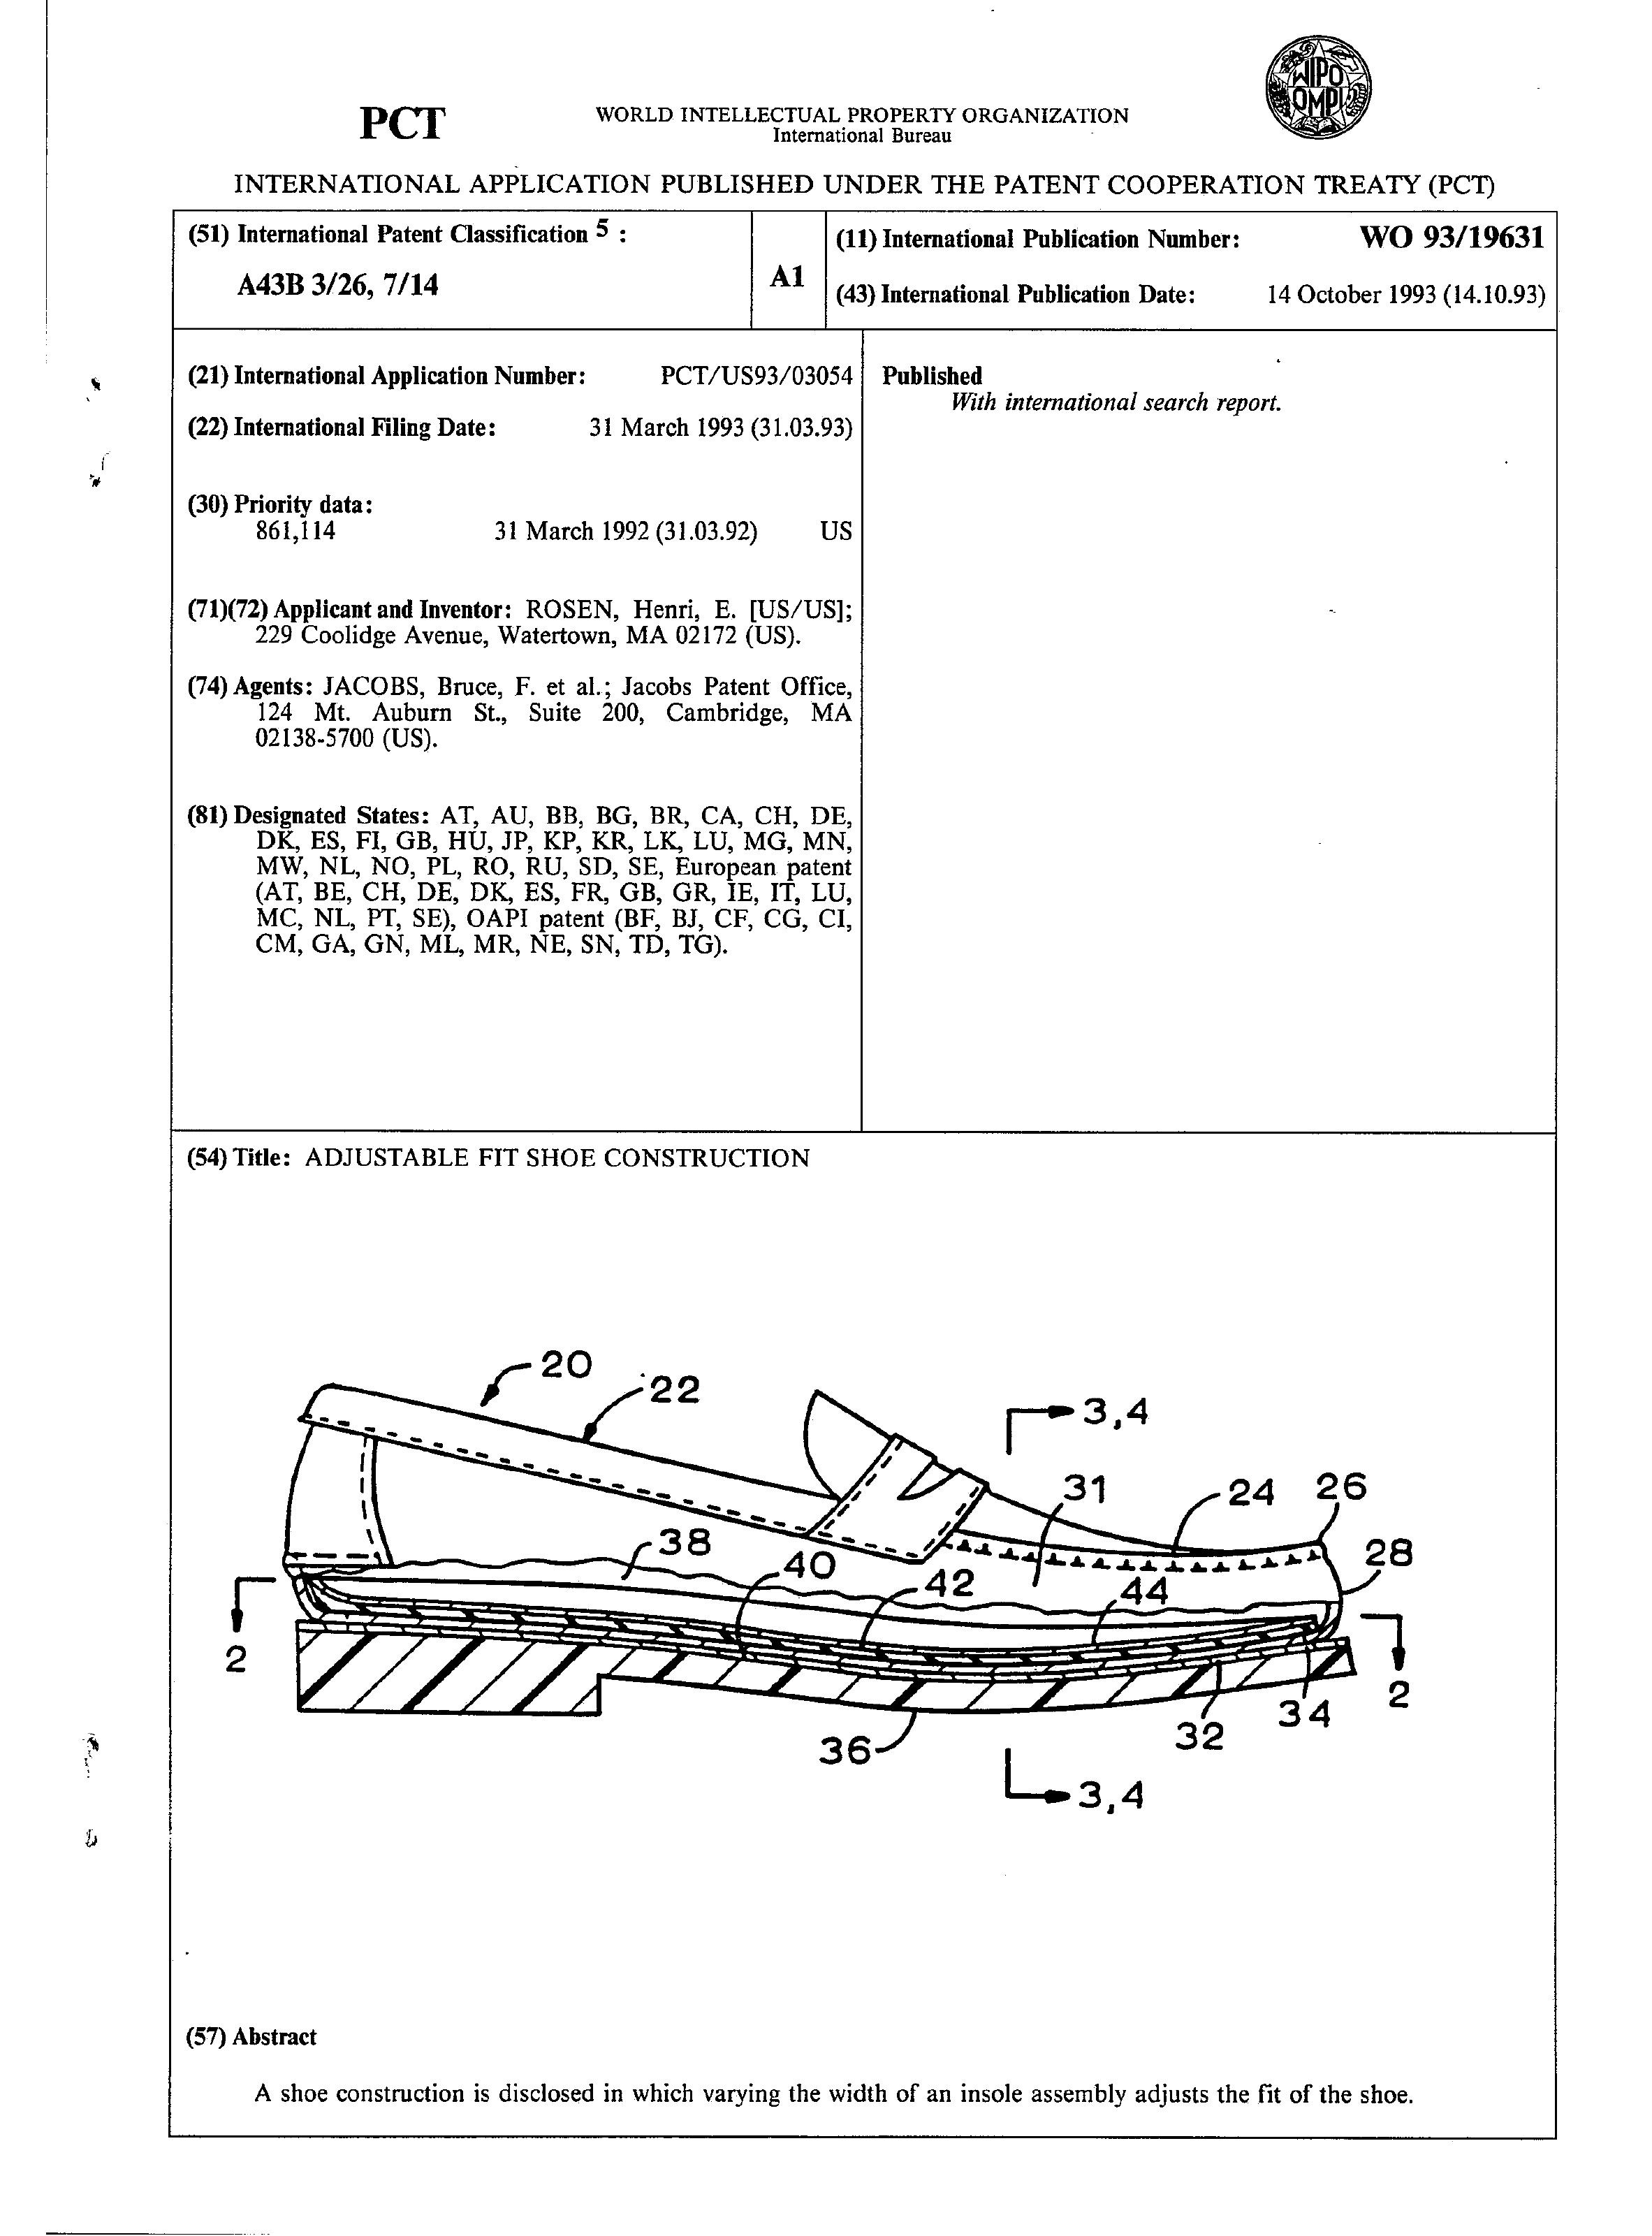 WIPO
OMPI
PCT
WORLD INTELLECTUAL PROPERTY ORGANIZATION
International Bureau
INTERNATIONAL APPLICATION PUBLISHED UNDER THE PATENT COOPERATION TREATY (PCT)
(51) International Patent Classification 5 :
A43B 3/26, 7/14
A1
(11) International Publication Number: WO 93/19631
(43) International Publication Date: 14 October 1993 (14.10.93)
(21) International Application Number: PCT/US93/03054
(22) International Filing Date: 31 March 1993 (31.03.93)
(30) Priority data:
861,114 31 March 1992 (31.03.92) US
(71)(72) Applicant and Inventor: ROSEN, Henri, E. [US/US];
229 Coolidge Avenue, Watertown, MA 02172 (US).
(74) Agents: JACOBS, Bruce, F. et al.; Jacobs Patent Office,
124 Mt. Auburn St., Suite 200, Cambridge, MA
02138-5700 (US).
(81) Designated States: AT, AU, BB, BG, BR, CA, CH, DE,
DK, ES, FI, GB, HU, JP, KP, KR, LK, LU, MG, MN,
MW, NL, NO, PL, RO, RU, SD, SE, European patent
(AT, BE, CH, DE, DK, ES, FR, GB, GR, IE, IT, LU,
MC, NL, PT, SE), OAPI patent (BF, BJ, CF, CG, CI,
CM, GA, GN, ML, MR, NE, SN, TD, TG).
Published
With international search report.
(54) Title: ADJUSTABLE FIT SHOE CONSTRUCTION
20
22
3,4
31
24
26
38
40
42
44
28
2
2
36
32
34
3,4
(57) Abstract
A shoe construction is disclosed in which varying the width of an insole assembly adjusts the fit of the shoe.